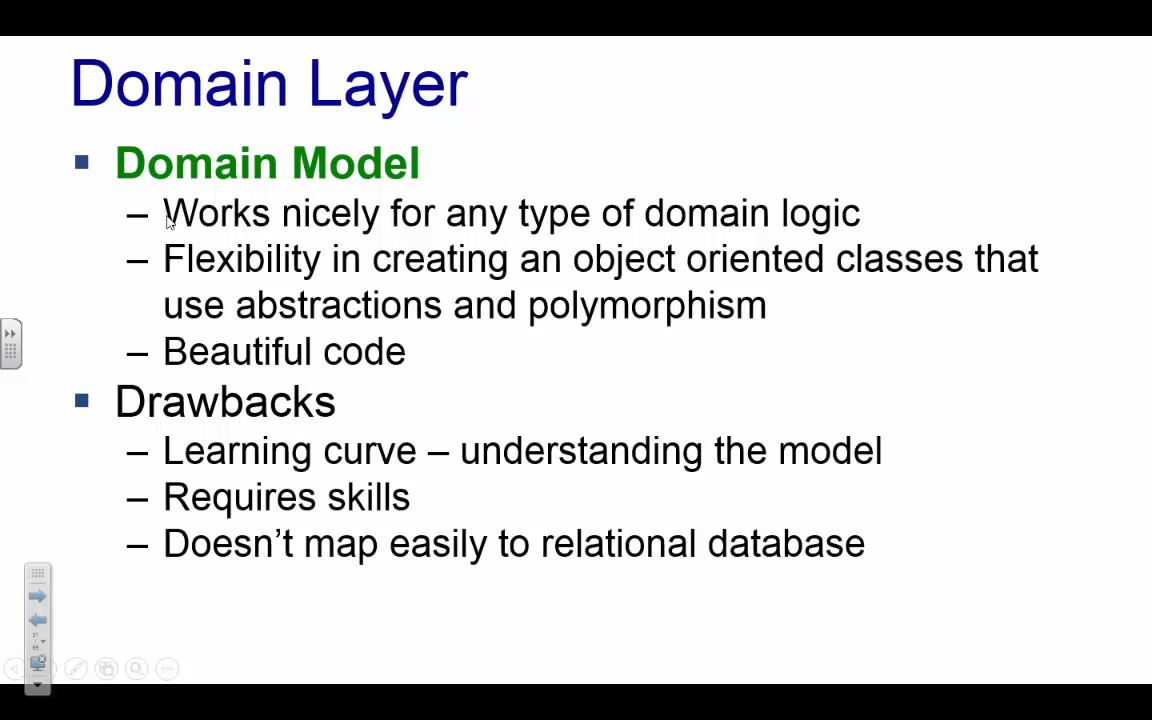 Domain Layer
Domain Model
– Works nicely for any type of domain logic
– Flexibility in creating an object oriented classes that
use abstractions and polymorphism
– Beautiful code
Drawbacks
– Learning curve – understanding the model
– Requires skills
– Doesn’t map easily to relational database